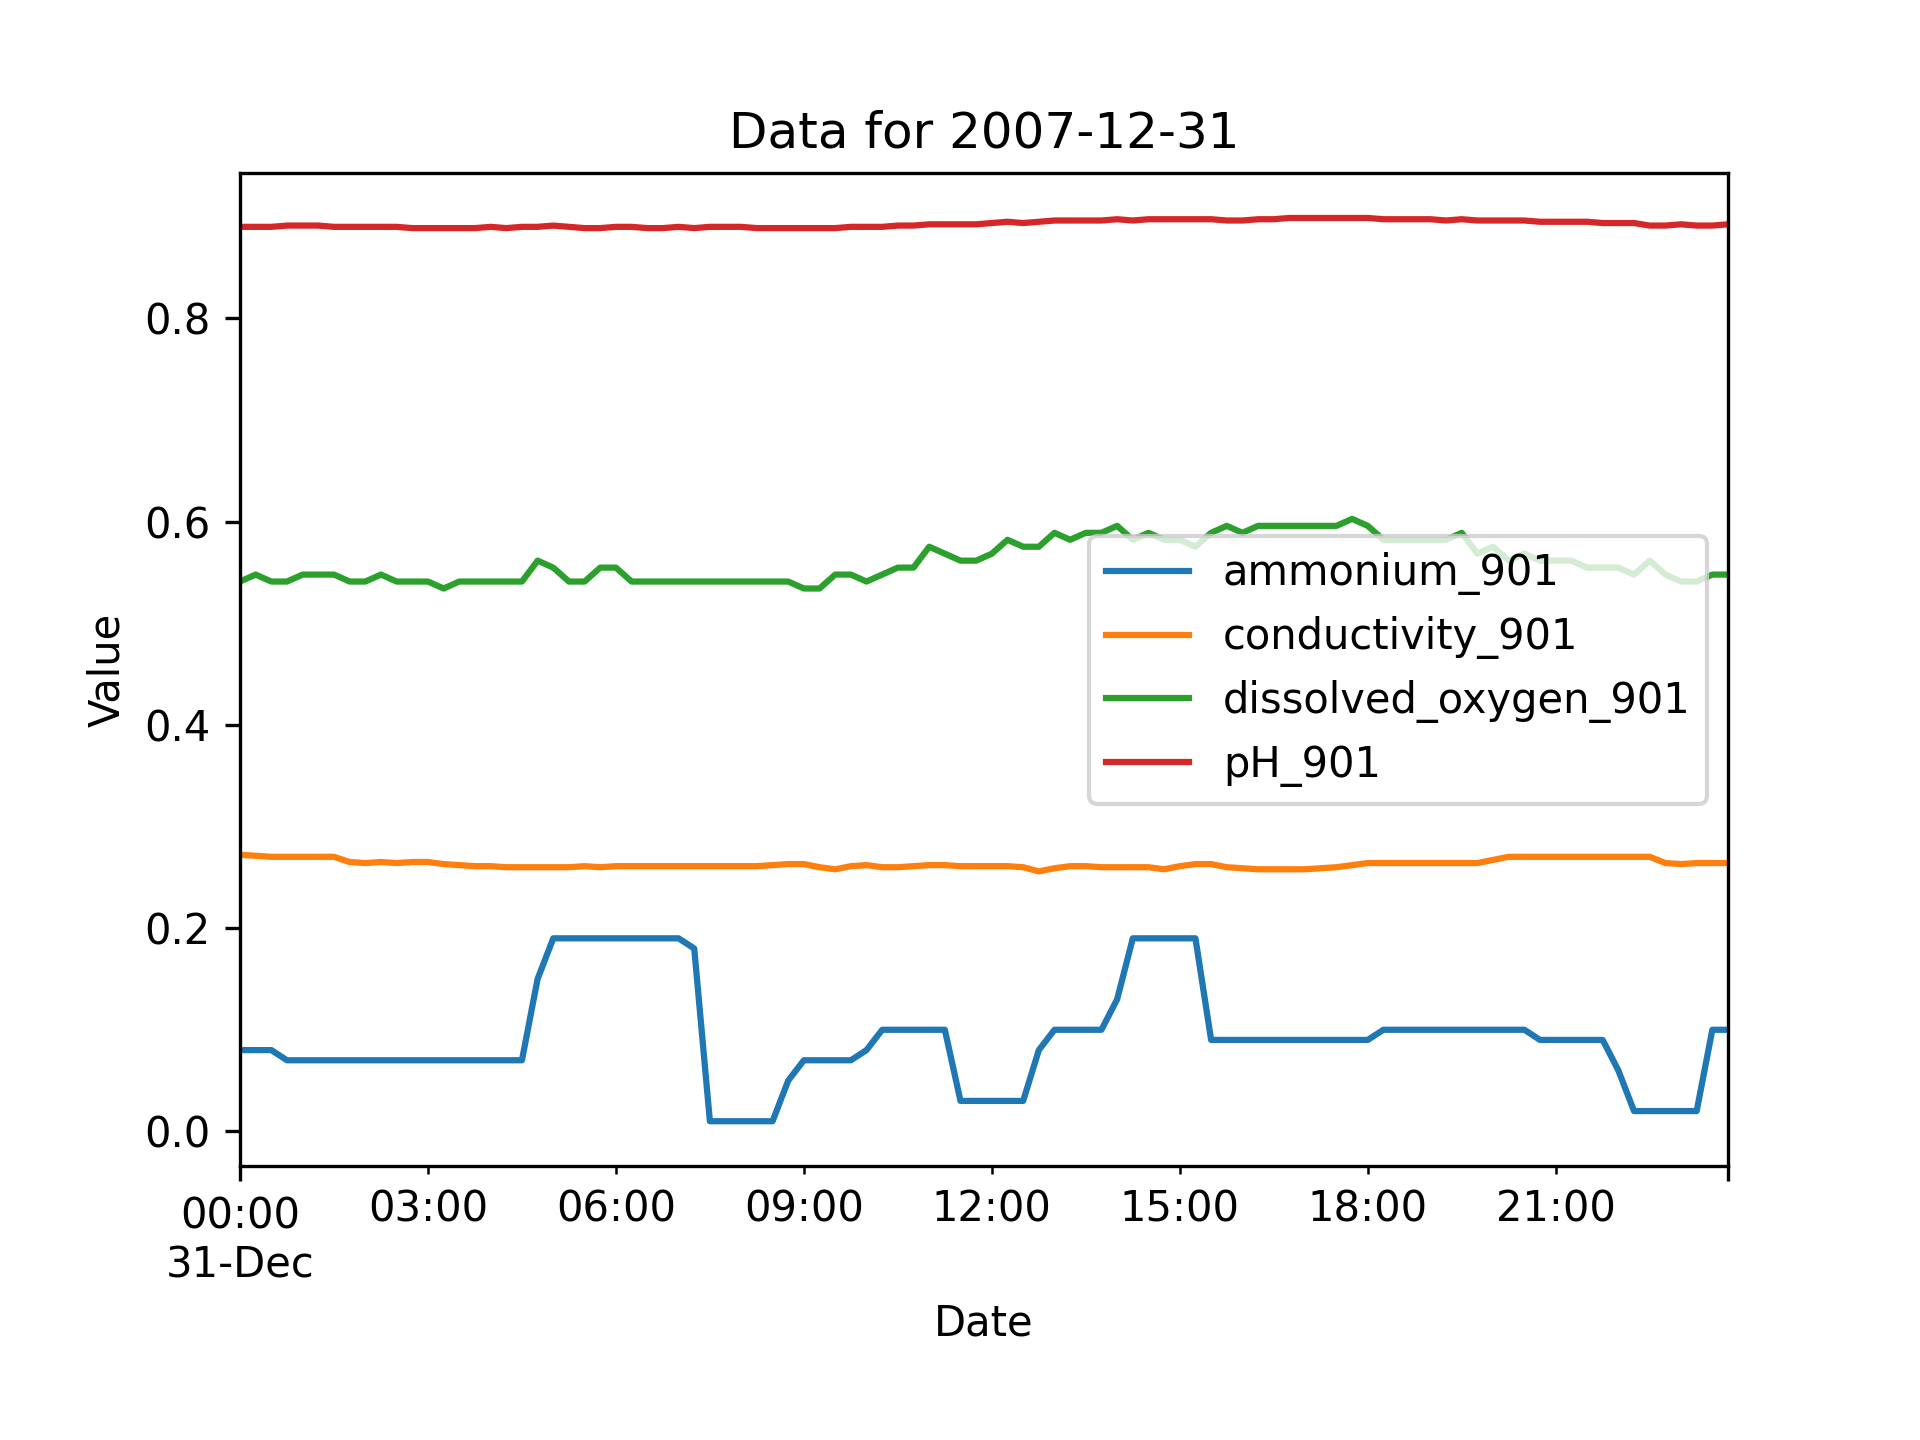 Data for 2007-12-31
Value
0.8
0.6
0.4
0.2
0.0
ammonium_901
conductivity_901
dissolved_oxygen_901
pH_901
00:00 03:00 06:00 09:00 12:00 15:00 18:00 21:00
31-Dec
Date